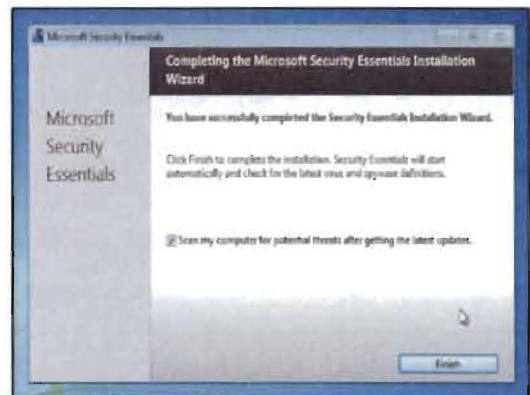 Microsoft Security Essentials
Completing the Microsoft Security Essentials Installation
Wizard
Microsoft
Security
Essentials
You have successfully completed the Security Essentials Installation Wizard.
Click Finish to complete the installation. Security Essentials will start
automatically and check for the latest virus and spyware definitions.
Scan my computer for potential threats after getting the latest updates.
Finish